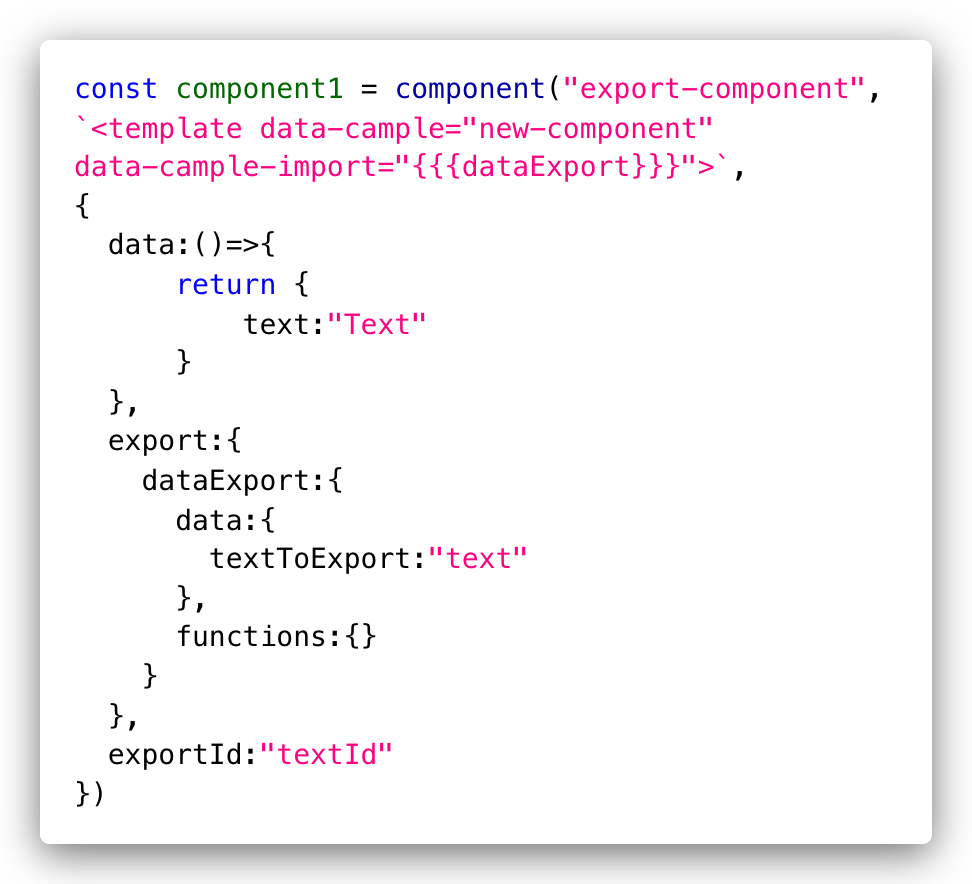 const component1 = component("export-component",
`<template data-cample="new-component"
data-cample-import="{{{dataExport}}}">`,
{
  data:()=>{
      return {
          text:"Text"
      }
  },
  export:{
    dataExport:{
      data:{
        textToExport:"text"
      },
      functions:{}
    }
  },
  exportId:"textId"
})